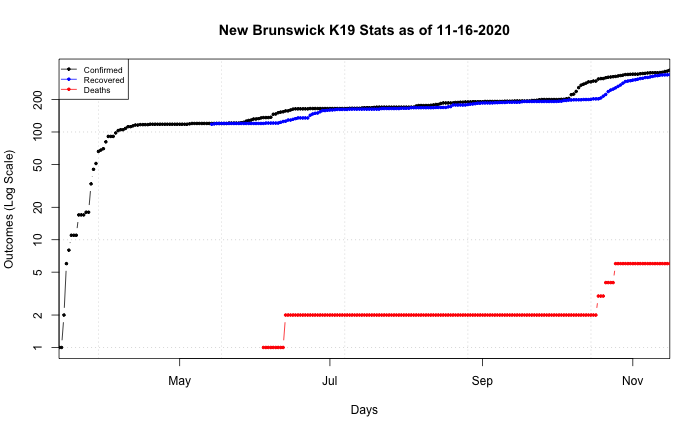 New Brunswick K19 Stats as of 11-16-2020
Confirmed
Recovered
Deaths
Outcomes (Log Scale)
200
100
50
20
10
5
2
1
May Jul Sep Nov
Days